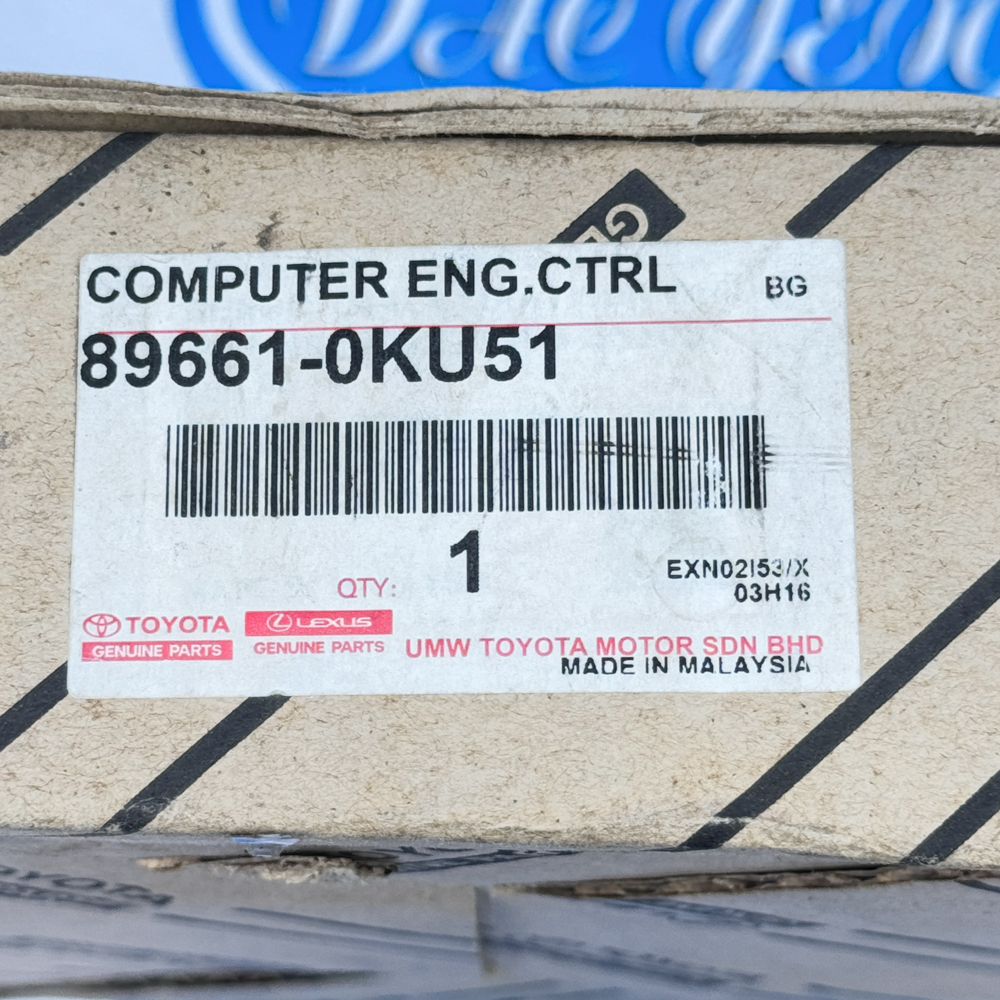 COMPUTER ENG.CTRL BG
89661-0KU51
QTY: 1
EXN02I53/X
03H16
TOYOTA
GENUINE PARTS
LEXUS
GENUINE PARTS
UMW TOYOTA MOTOR SDN BHD
MADE IN MALAYSIA